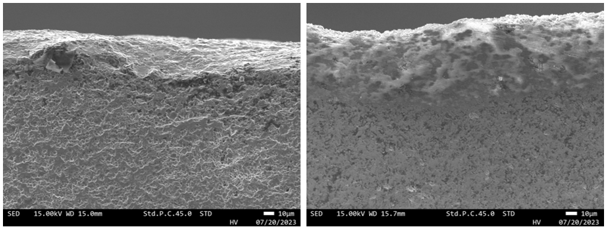 SED 15.00kV WD 15.0mm Std.P.C.45.0 STD 10µm
HV 07/20/2023
SED 15.00kV WD 15.7mm Std.P.C.45.0 STD 10µm
HV 07/20/2023